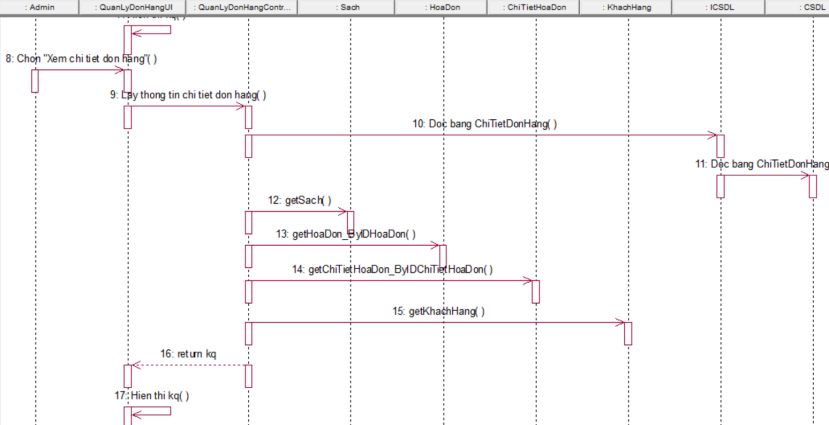 : Admin
: QuanLyDonHangUI
: QuanLyDonHangContr...
: Sach
: HoaDon
: ChiTietHoaDon
: KhachHang
: ICSDL
: CSDL
8: Chon "Xem chi tiet don hang"( )
9: Lay thong tin chi tiet don hang( )
10: Doc bang ChiTietDonHang( )
11: Doc bang ChiTietDonHang
12: getSach( )
13: getHoaDon_ByIDHoaDon( )
14: getChiTietHoaDon_ByIDChiTietHoaDon( )
15: getKhachHang( )
16: return kq
17: Hien thi kq( )